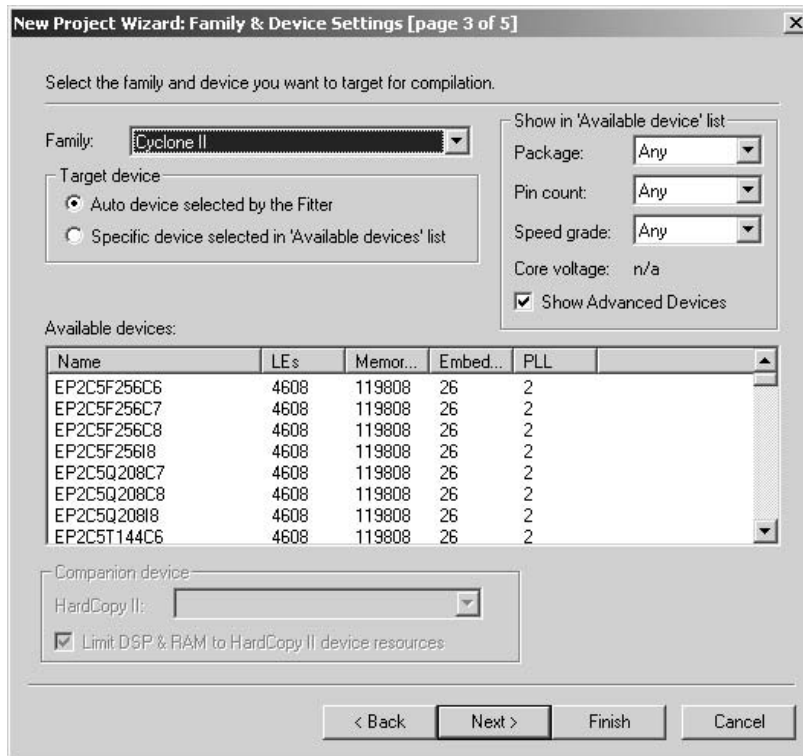 New Project Wizard: Family & Device Settings [page 3 of 5]
Select the family and device you want to target for compilation.
Family: Cyclone II
Target device
Auto device selected by the Fitter
Specific device selected in 'Available devices' list
Show in 'Available device' list
Package: Any
Pin count: Any
Speed grade: Any
Core voltage: n/a
Show Advanced Devices
Available devices:
Name LEs Memor... Embed... PLL
EP2C5F256C6 4608 119808 26 2
EP2C5F256C7 4608 119808 26 2
EP2C5F256C8 4608 119808 26 2
EP2C5F256I8 4608 119808 26 2
EP2C5Q208C7 4608 119808 26 2
EP2C5Q208C8 4608 119808 26 2
EP2C5Q208I8 4608 119808 26 2
EP2C5T144C6 4608 119808 26 2
Companion device
HardCopy II:
Limit DSP & RAM to HardCopy II device resources
< Back Next > Finish Cancel